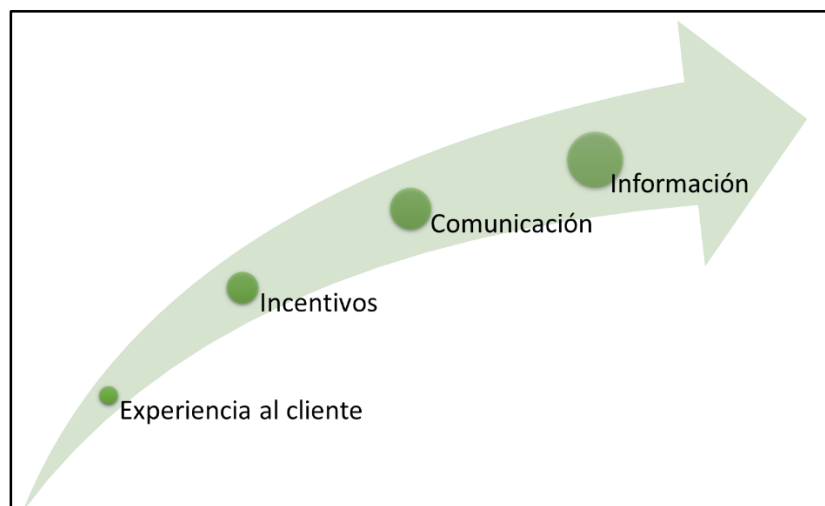 Información
Comunicación
Incentivos
Experiencia al cliente